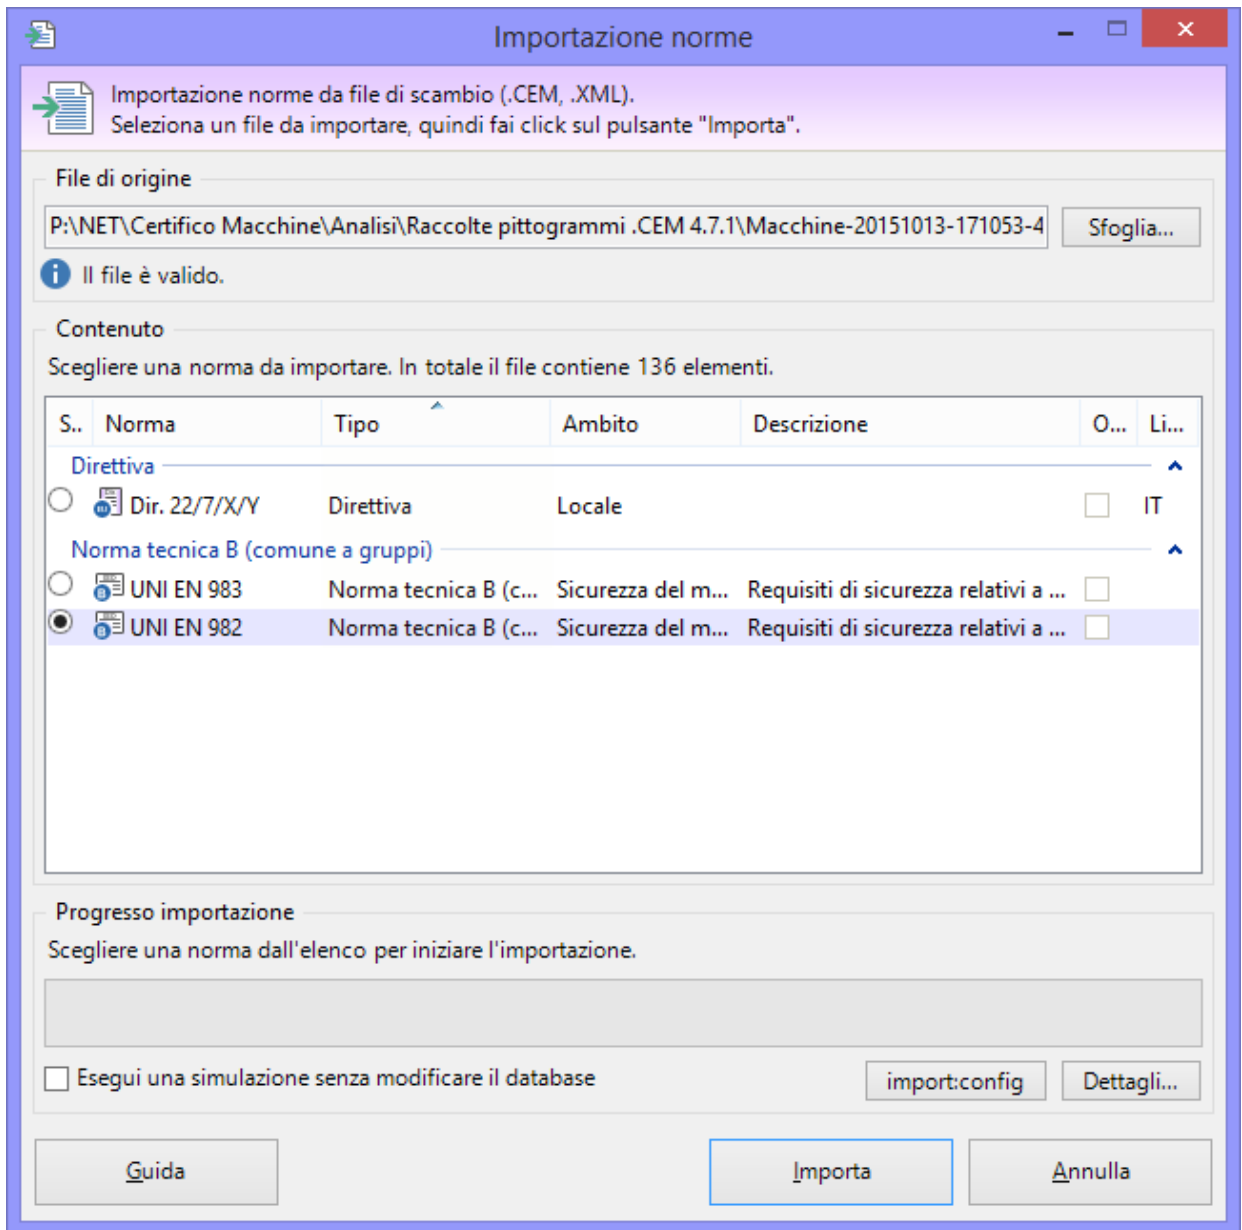 Importazione norme
Importazione norme da file di scambio (.CEM, .XML).
Seleziona un file da importare, quindi fai click sul pulsante "Importa".
File di origine
P:\NET\Certifico Macchine\Analisi\Raccolte pittogrammi .CEM 4.7.1\Macchine-20151013-171053-4 Sfoglia...
Il file è valido.
Contenuto
Scegliere una norma da importare. In totale il file contiene 136 elementi.
S.. Norma Tipo Ambito Descrizione O... Li...
Direttiva
Dir. 22/7/X/Y Direttiva Locale IT
Norma tecnica B (comune a gruppi)
UNI EN 983 Norma tecnica B (c... Sicurezza del m... Requisiti di sicurezza relativi a ...
UNI EN 982 Norma tecnica B (c... Sicurezza del m... Requisiti di sicurezza relativi a ...
Progresso importazione
Scegliere una norma dall'elenco per iniziare l'importazione.
Esegui una simulazione senza modificare il database import:config Dettagli...
Guida Importa Annulla